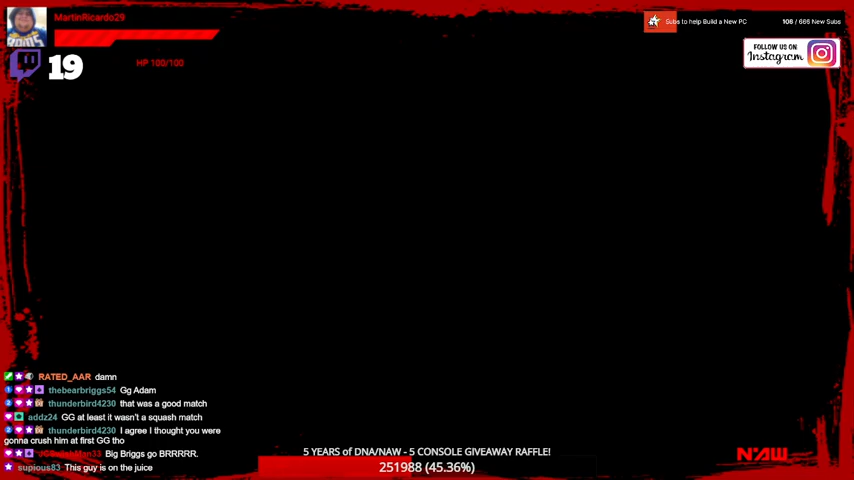 MartinRicardo29
Subs to help Build a New PC
106 / 666 New Subs
FOLLOW US ON
Instagram
19
HP 100/100
RATED_AAR damn
thebearbriggs54 Gg Adam
thunderbird4230 that was a good match
addz24 GG at least it wasn't a squash match
thunderbird4230 I agree I thought you were
gonna crush him at first GG tho
Big Briggs go BRRRRR.
supious83 This guy is on the juice
5 YEARS of DNA/NAW - 5 CONSOLE GIVEAWAY RAFFLE!
251988 (45.36%)
NAW